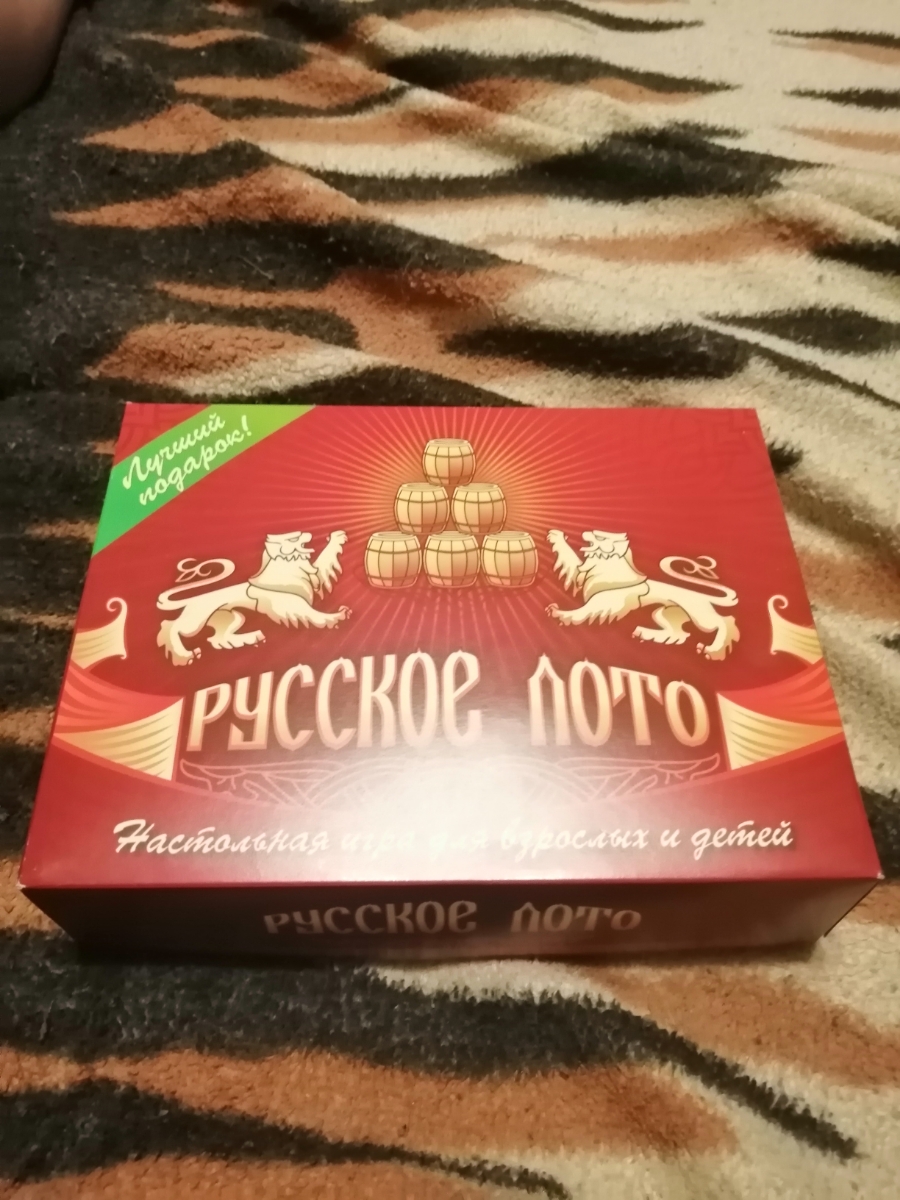 Лучший
подарок!
РУССКОЕ ЛОТО
Настольная игра для взрослых и детей
РУССКОЕ ЛОТО